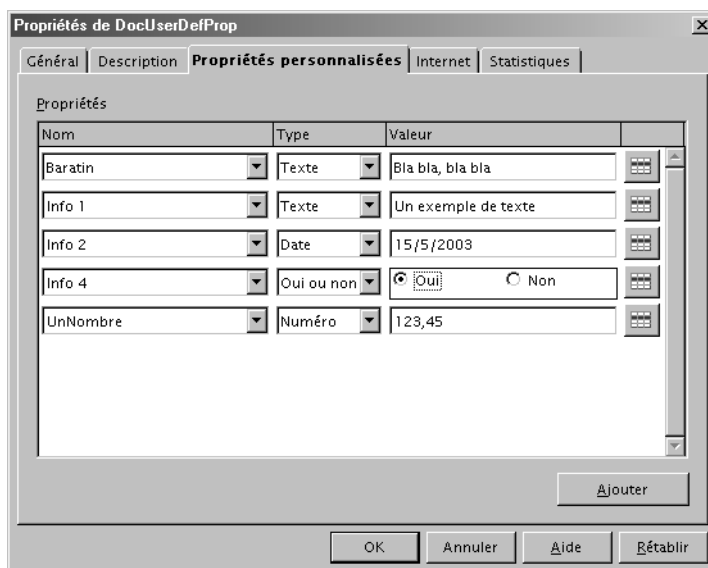 Propriétés de DocUserDefProp
Général Description Propriétés personnalisées Internet Statistiques
Propriétés
Nom Type Valeur
Baratin Texte Bla bla, bla bla
Info 1 Texte Un exemple de texte
Info 2 Date 15/5/2003
Info 4 Oui ou non Oui Non
UnNombre Numéro 123,45
Ajouter
OK Annuler Aide Rétablir